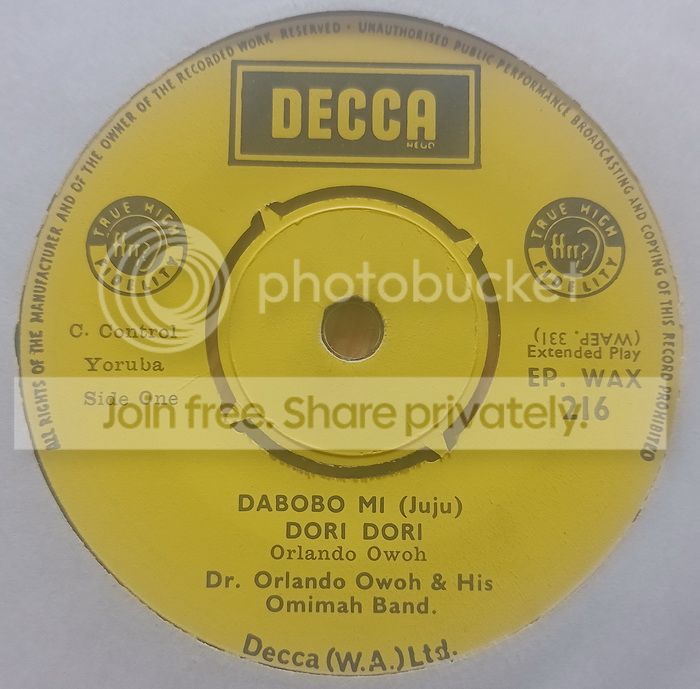 ALL RIGHTS OF THE MANUFACTURER AND OF THE OWNER OF THE RECORDED WORK RESERVED · UNAUTHORISED PUBLIC PERFORMANCE BROADCASTING AND COPYING OF THIS RECORD PROHIBITED
DECCA
REGD
TRUE HIGH
ffrr
FIDELITY
TRUE HIGH
ffrr
FIDELITY
photobucket
C. Control
Yoruba
Side One
(WAEP. 331)
Extended Play
EP. WAX
216
Join free. Share privately.
DABOBO MI (Juju)
DORI DORI
Orlando Owoh
Dr. Orlando Owoh & His
Omimah Band.
Decca (W.A.) Ltd.